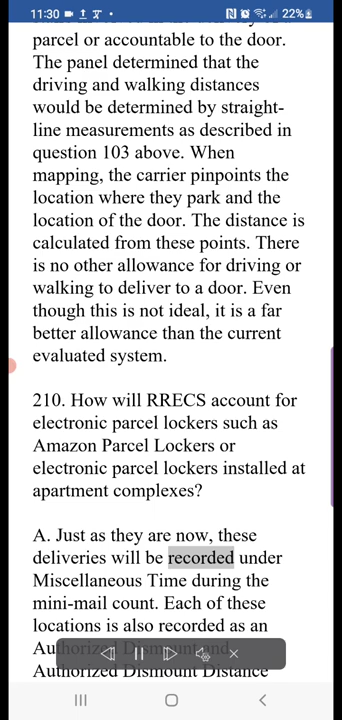 11:30
22%
parcel or accountable to the door.
The panel determined that the
driving and walking distances
would be determined by straight-
line measurements as described in
question 103 above. When
mapping, the carrier pinpoints the
location where they park and the
location of the door. The distance is
calculated from these points. There
is no other allowance for driving or
walking to deliver to a door. Even
though this is not ideal, it is a far
better allowance than the current
evaluated system.
210. How will RRECS account for
electronic parcel lockers such as
Amazon Parcel Lockers or
electronic parcel lockers installed at
apartment complexes?
A. Just as they are now, these
deliveries will be recorded under
Miscellaneous Time during the
mini-mail count. Each of these
locations is also recorded as an
Authorized Dismount and
Authorized Dismount Distance